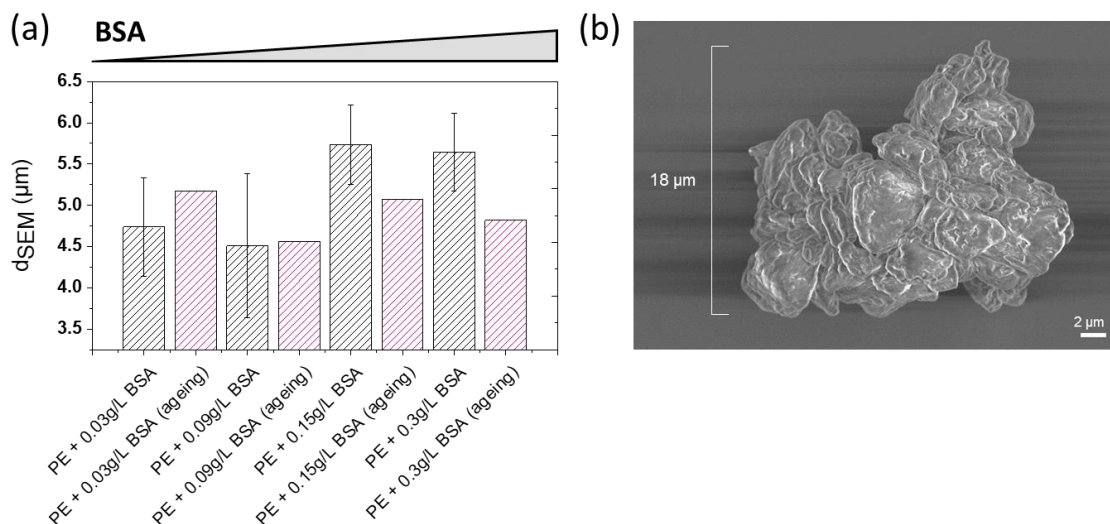 (a)
BSA
6.5
6.0
5.5
5.0
4.5
4.0
3.5
dSEM (µm)
PE + 0.03g/L BSA
PE + 0.03g/L BSA (ageing)
PE + 0.09g/L BSA
PE + 0.09g/L BSA (ageing)
PE + 0.15g/L BSA
PE + 0.15g/L BSA (ageing)
PE + 0.3g/L BSA
PE + 0.3g/L BSA (ageing)
(b)
18 µm
2 µm